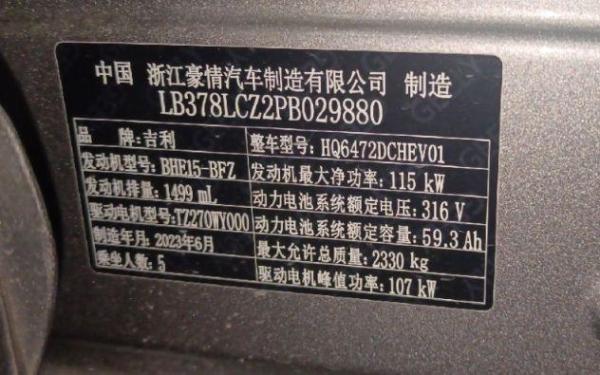 中国 浙江豪情汽车制造有限公司 制造
LB378LCZ2PB029880
品 牌:吉利
整车型号:HQ6472DCHEV01
发动机型号:BHE15-BFZ
发动机最大净功率:115 kW
发动机排量:1499 mL
动力电池系统额定电压:316 V
驱动电机型号:TZ270WY000
动力电池系统额定容量:59.3 Ah
制造年月:2023年6月
最大允许总质量:2330 kg
乘坐人数:5
驱动电机峰值功率:107 kW